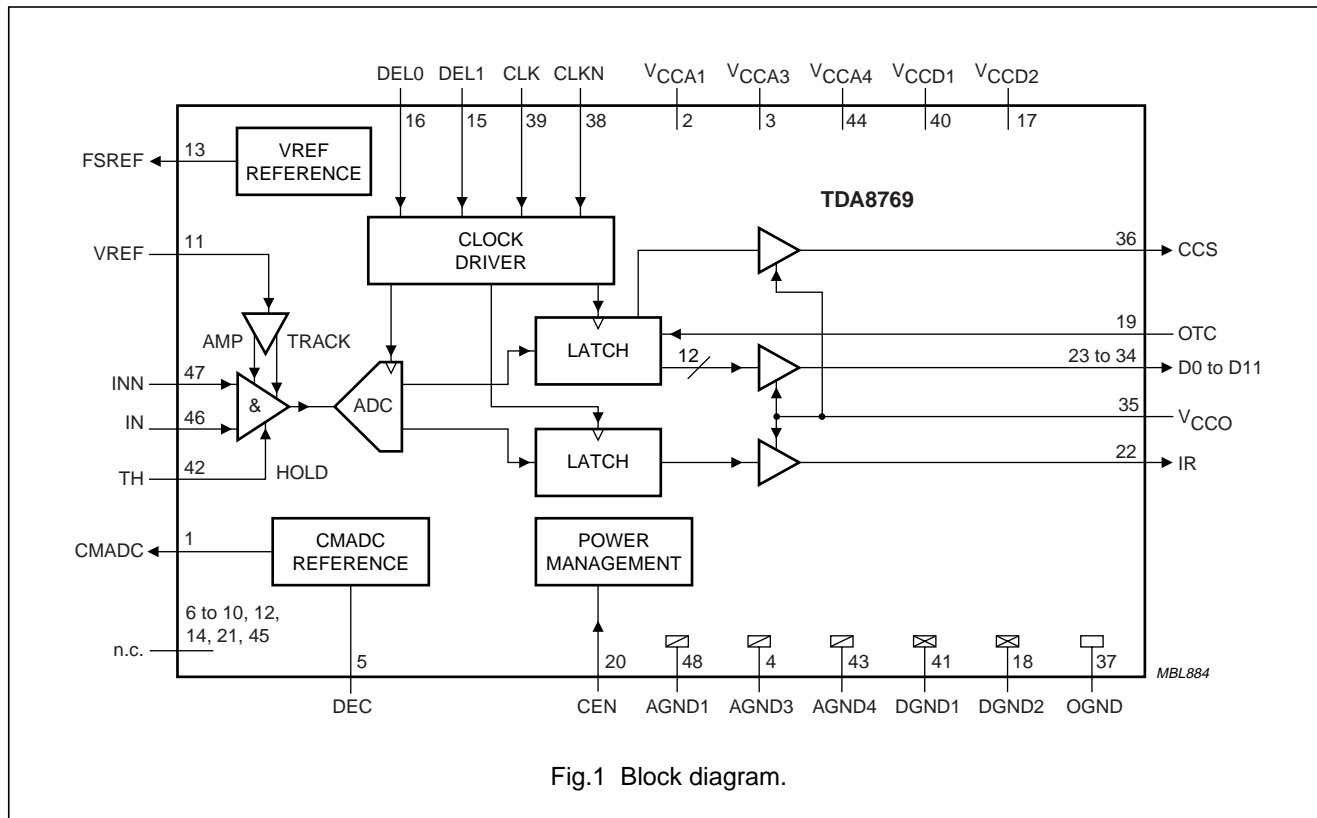 DEL0 DEL1 CLK CLKN VCCA1 VCCA3 VCCA4 VCCD1 VCCD2
16 15 39 38 2 3 44 40 17
FSREF 13 VREF
REFERENCE
TDA8769
VREF 11 CLOCK
DRIVER
36 CCS
AMP TRACK
19 OTC
LATCH 12 23 to 34 D0 to D11
INN 47 & ADC
IN 46 35 VCCO
TH 42 HOLD LATCH 22 IR
CMADC 1 CMADC
REFERENCE
POWER
MANAGEMENT
6 to 10, 12,
14, 21, 45
n.c.
5 20 48 4 43 41 18 37
MBL884
DEC CEN AGND1 AGND3 AGND4 DGND1 DGND2 OGND
Fig.1 Block diagram.